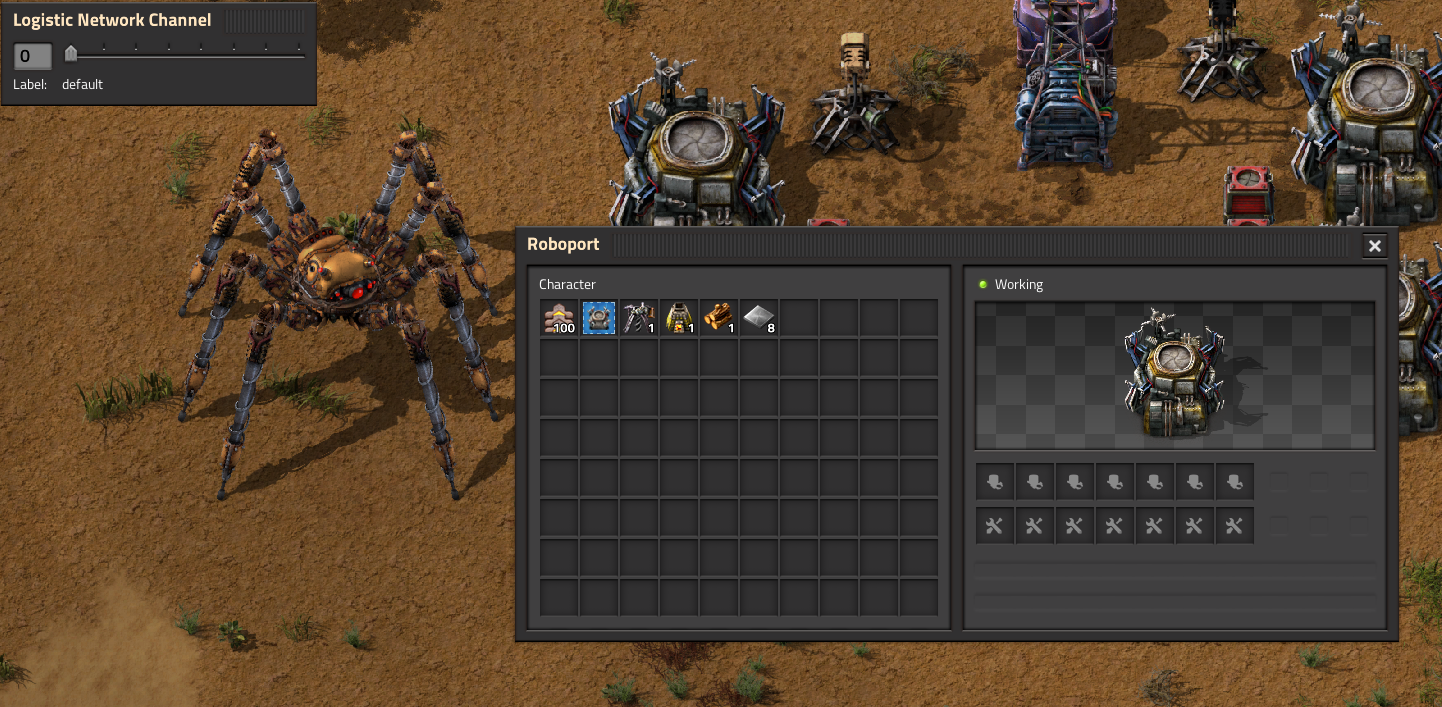 Logistic Network Channel
0
Label: default
Roboport
Character
Working
100 1 1 1 8